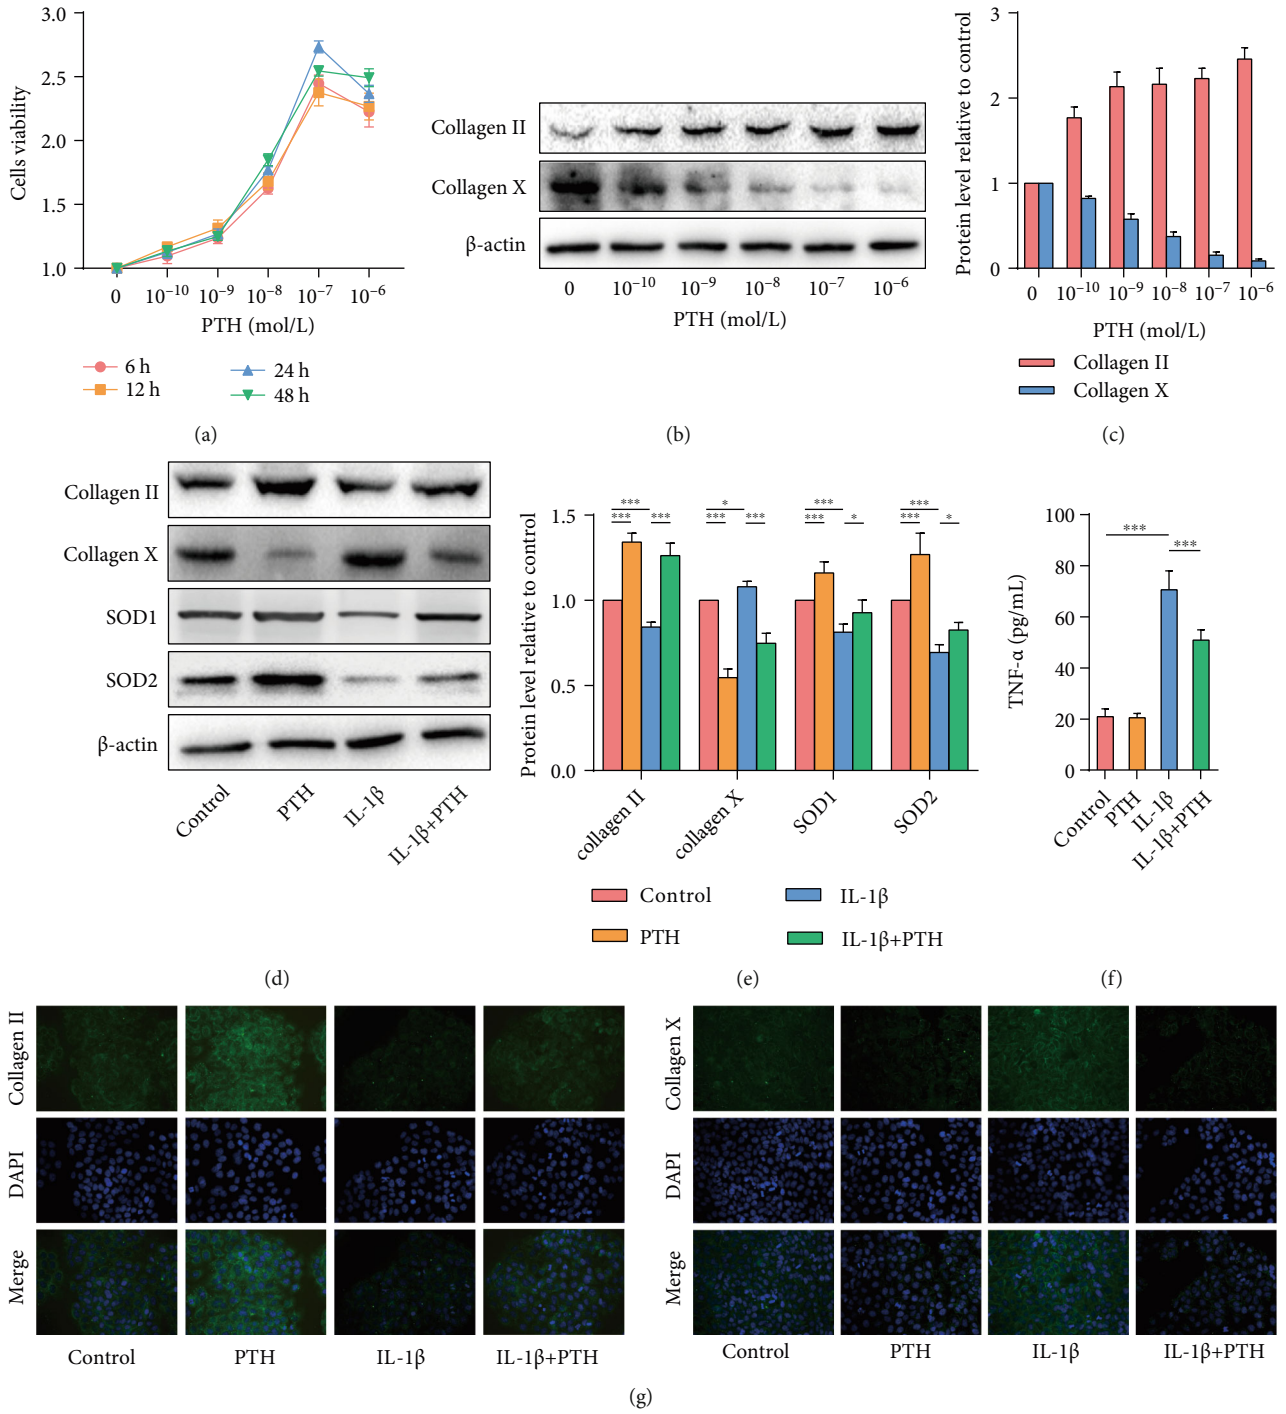 3.0
2.5
2.0
1.5
1.0
Cells viability
0 10⁻¹⁰ 10⁻⁹ 10⁻⁸ 10⁻⁷ 10⁻⁶
PTH (mol/L)
6 h 24 h
12 h 48 h
(a)
Collagen II
Collagen X
β-actin
0 10⁻¹⁰ 10⁻⁹ 10⁻⁸ 10⁻⁷ 10⁻⁶
PTH (mol/L)
(b)
Protein level relative to control
3
2
1
0
0 10⁻¹⁰ 10⁻⁹ 10⁻⁸ 10⁻⁷ 10⁻⁶
PTH (mol/L)
Collagen II
Collagen X
(c)
Collagen II
Collagen X
SOD1
SOD2
β-actin
Control PTH IL-1β IL-1β+PTH
(d)
Protein level relative to control
1.5
1.0
0.5
0.0
*** * *** ***
*** *** *** *** *** * *** *
collagen II collagen X SOD1 SOD2
Control IL-1β
PTH IL-1β+PTH
(e)
TNF-α (pg/mL)
100
80
60
40
20
0
***
***
Control PTH IL-1β IL-1β+PTH
(f)
Collagen II
DAPI
Merge
Control PTH IL-1β IL-1β+PTH
Collagen X
DAPI
Merge
Control PTH IL-1β IL-1β+PTH
(g)